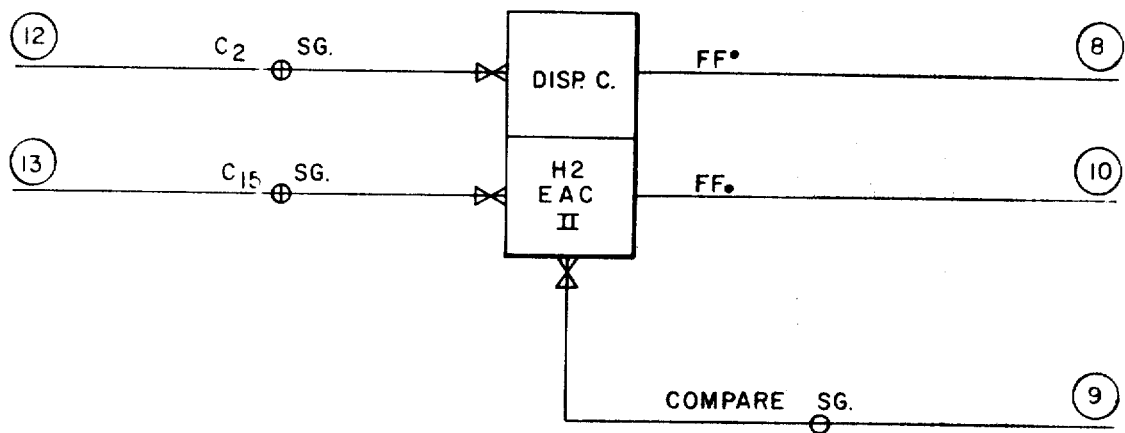 12 C2 SG. DISP. C. FF• 8
13 C15 SG. H2 FF• 10
EAC
II
COMPARE SG. 9